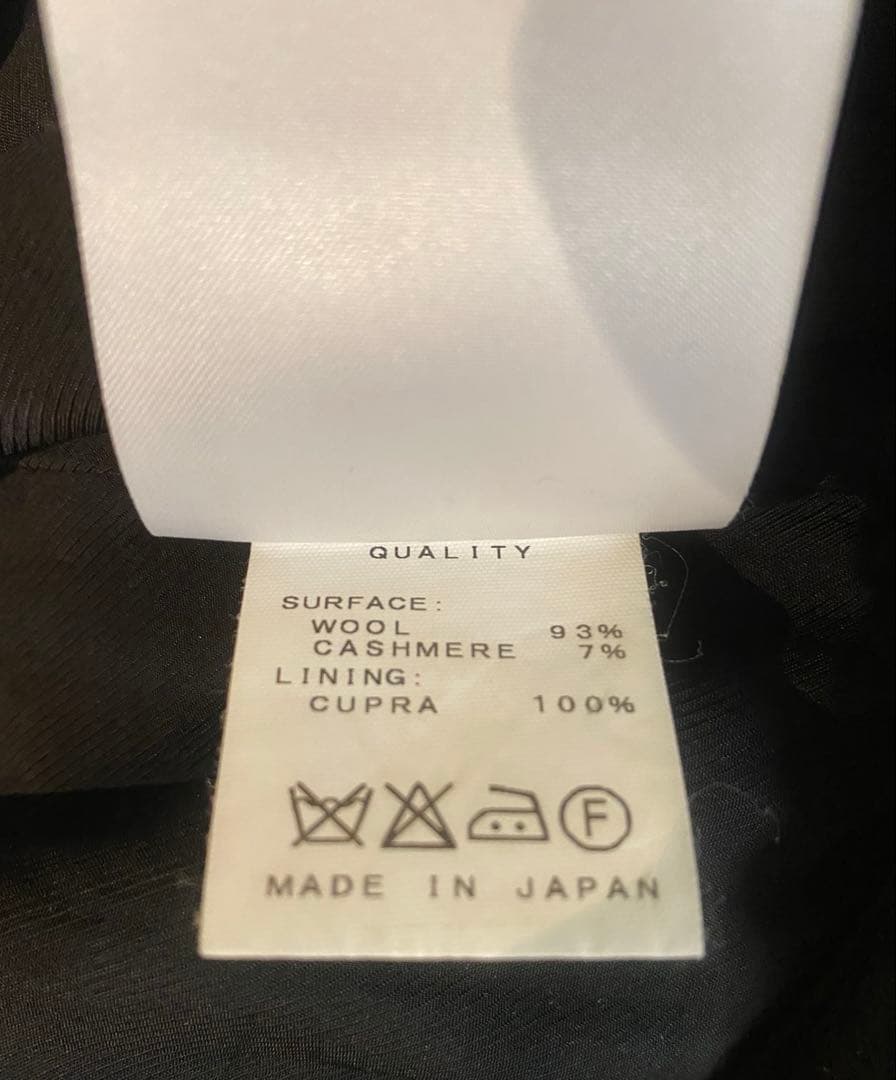 QUALITY
SURFACE:
WOOL 93%
CASHMERE 7%
LINING:
CUPRA 100%
F
MADE IN JAPAN